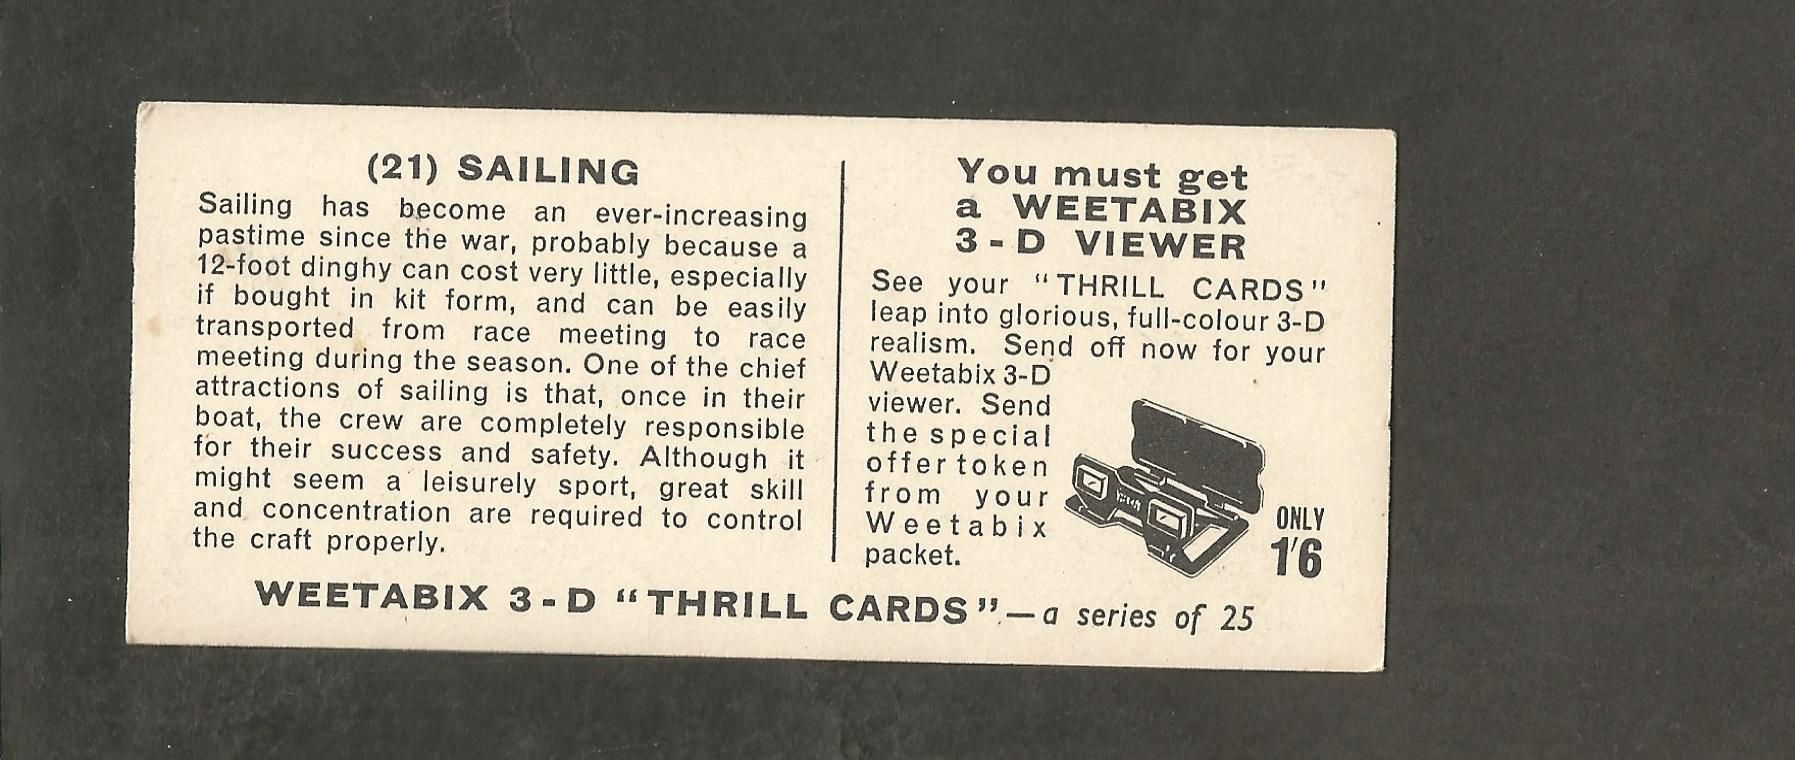 (21) SAILING
Sailing has become an ever-increasing
pastime since the war, probably because a
12-foot dinghy can cost very little, especially
if bought in kit form, and can be easily
transported from race meeting to race
meeting during the season. One of the chief
attractions of sailing is that, once in their
boat, the crew are completely responsible
for their success and safety. Although it
might seem a leisurely sport, great skill
and concentration are required to control
the craft properly.
You must get
a WEETABIX
3-D VIEWER
See your "THRILL CARDS"
leap into glorious, full-colour 3-D
realism. Send off now for your
Weetabix 3-D
viewer. Send
the special
offer token
from your
Weetabix
packet.
ONLY
1'6
WEETABIX 3-D "THRILL CARDS"—a series of 25